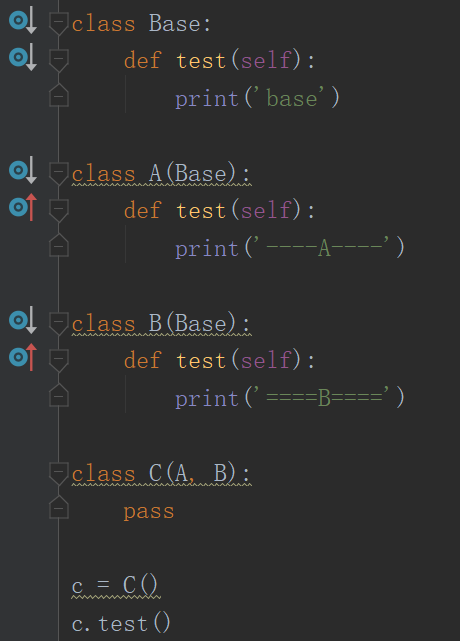 class Base:
    def test(self):
        print('base')
class A(Base):
    def test(self):
        print('----A----')
class B(Base):
    def test(self):
        print('====B====')
class C(A, B):
    pass
c = C()
c.test()